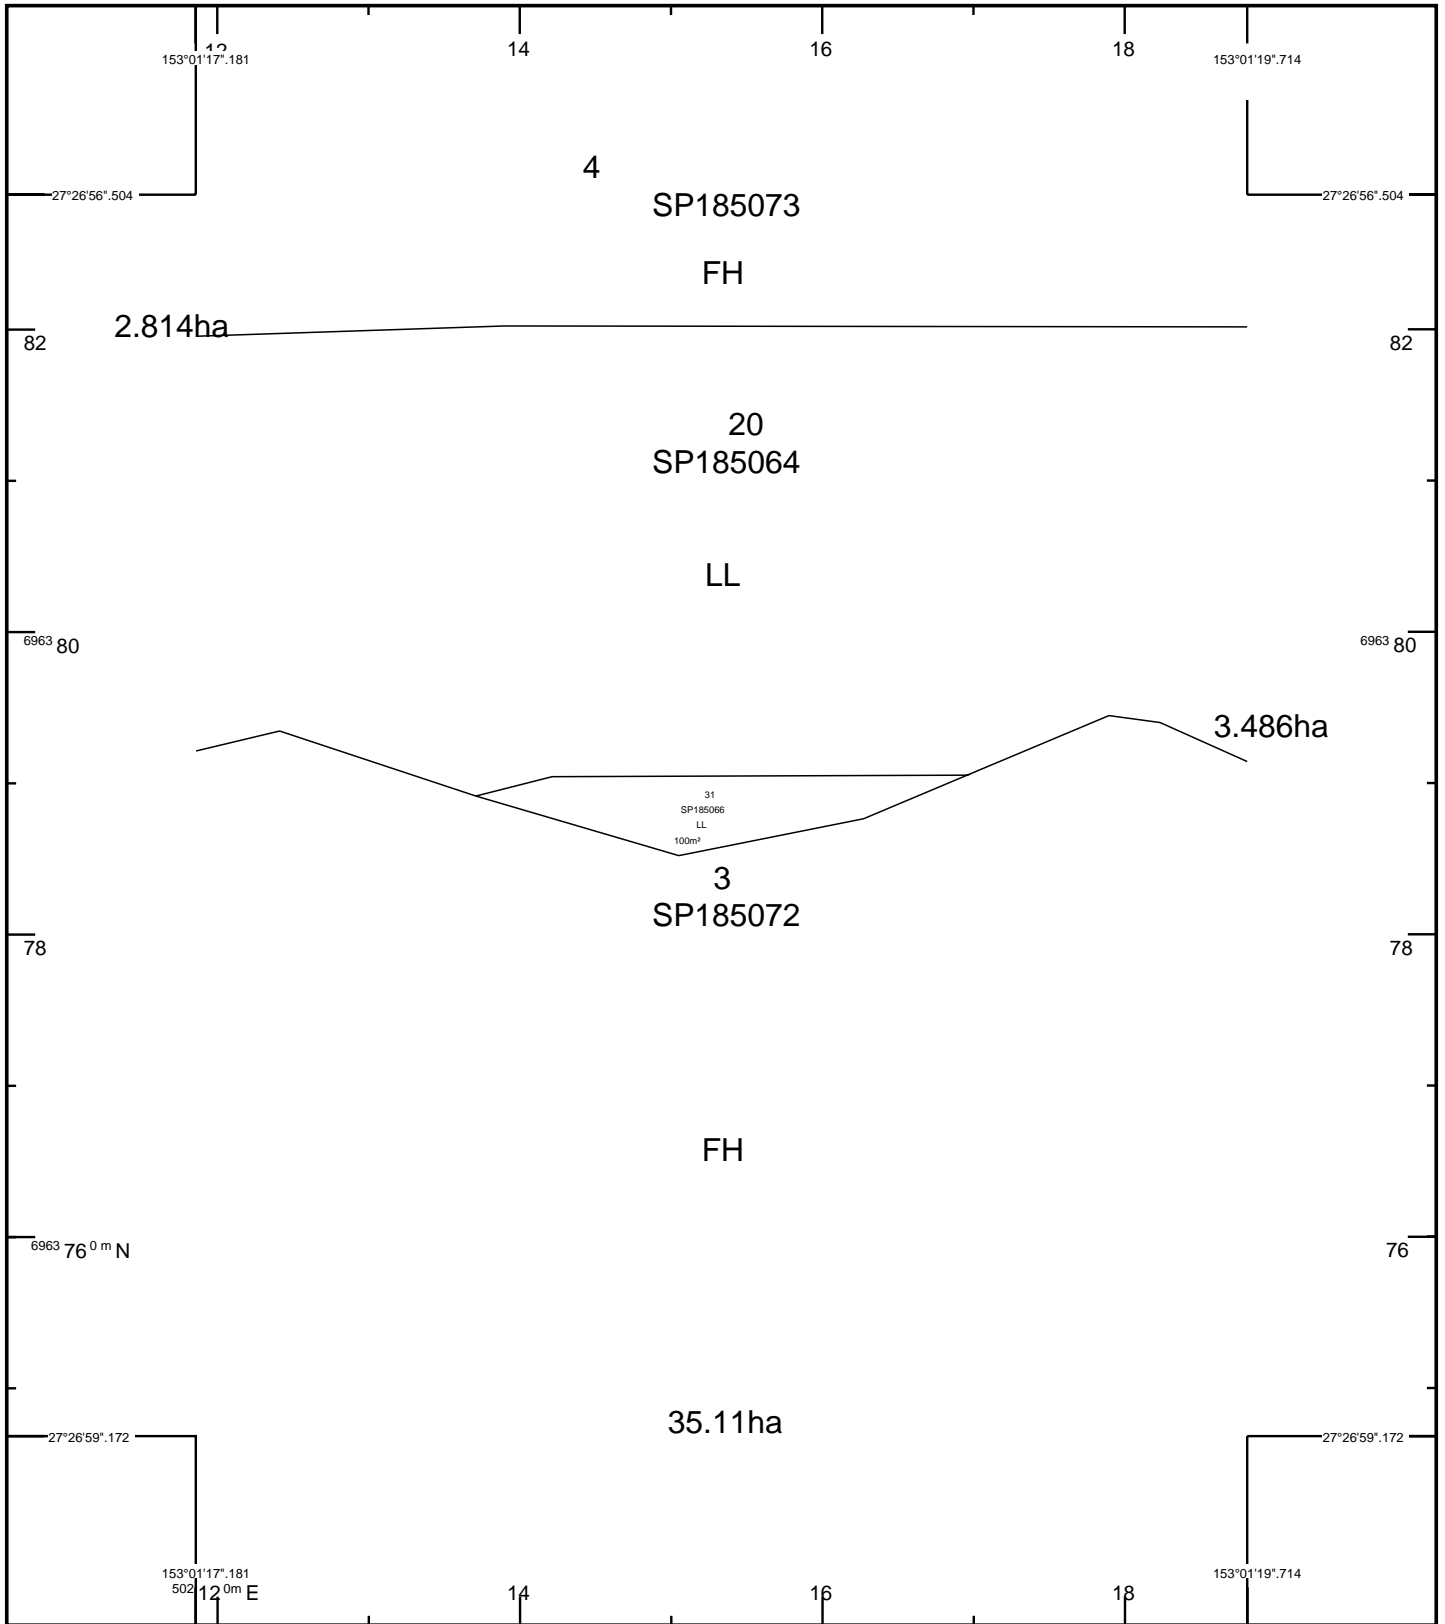 12 14 16 18
153°01'17".181 153°01'19".714
4
27°26'56".504 SP185073 27°26'56".504
FH
2.814ha
82 82
20
SP185064
LL
6963 80 6963 80
3.486ha
31
SP185066
LL
100m²
3
SP185072
78 78
FH
6963 76 0 m N 76
35.11ha
27°26'59".172 27°26'59".172
153°01'17".181 153°01'19".714
502 12 0m E 14 16 18